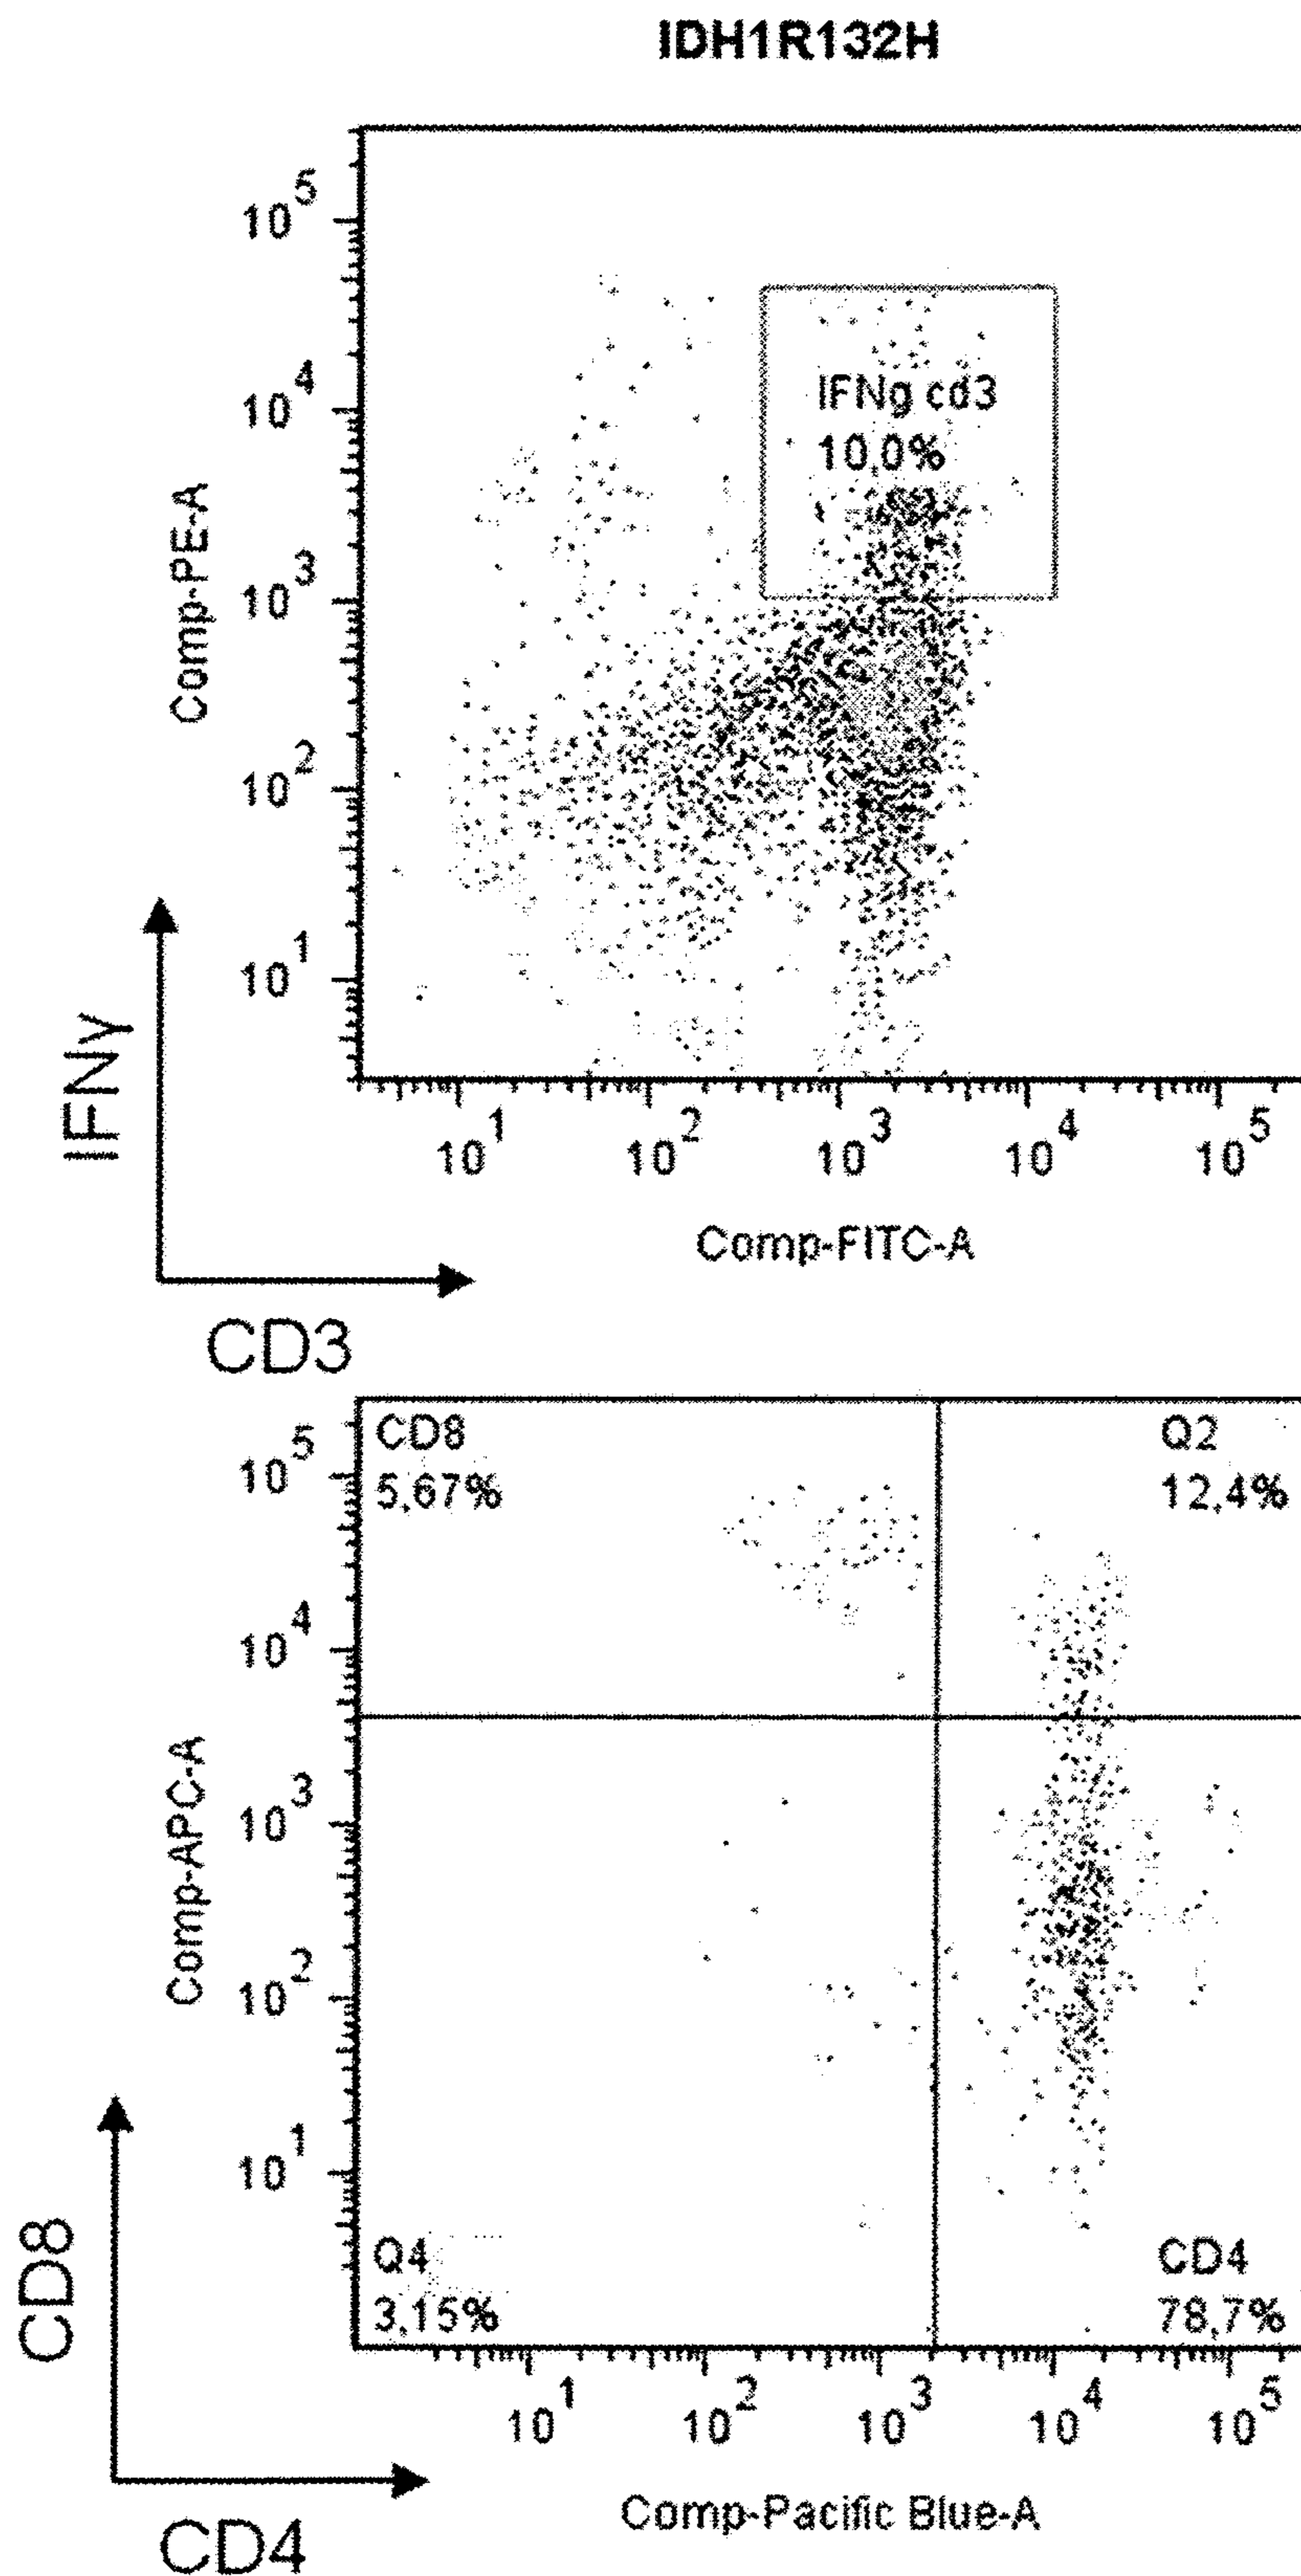 IDH1R132H
10^5
10^4
10^3
10^2
10^1
Comp-PE-A
IFNγ
IFNg cd3
10,0%
10^1 10^2 10^3 10^4 10^5
Comp-FITC-A
CD3
CD8
5,67%
Q2
12,4%
10^5
10^4
10^3
10^2
10^1
Comp-APC-A
CD8
Q4
3,15%
CD4
78,7%
10^1 10^2 10^3 10^4 10^5
Comp-Pacific Blue-A
CD4